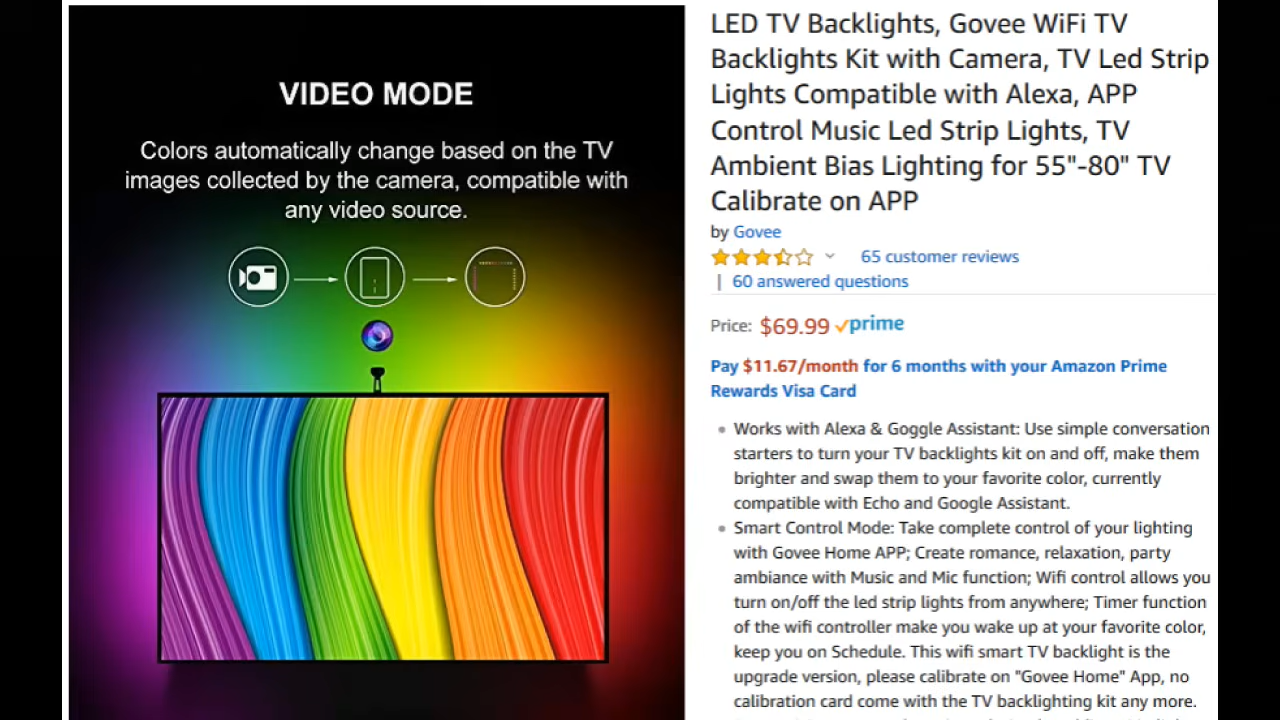 VIDEO MODE
Colors automatically change based on the TV
images collected by the camera, compatible with
any video source.
LED TV Backlights, Govee WiFi TV
Backlights Kit with Camera, TV Led Strip
Lights Compatible with Alexa, APP
Control Music Led Strip Lights, TV
Ambient Bias Lighting for 55"-80" TV
Calibrate on APP
by Govee
65 customer reviews
| 60 answered questions
Price: $69.99 prime
Pay $11.67/month for 6 months with your Amazon Prime
Rewards Visa Card
• Works with Alexa & Goggle Assistant: Use simple conversation
starters to turn your TV backlights kit on and off, make them
brighter and swap them to your favorite color, currently
compatible with Echo and Google Assistant.
• Smart Control Mode: Take complete control of your lighting
with Govee Home APP; Create romance, relaxation, party
ambiance with Music and Mic function; Wifi control allows you
turn on/off the led strip lights from anywhere; Timer function
of the wifi controller make you wake up at your favorite color,
keep you on Schedule. This wifi smart TV backlight is the
upgrade version, please calibrate on "Govee Home" App, no
calibration card come with the TV backlighting kit any more.